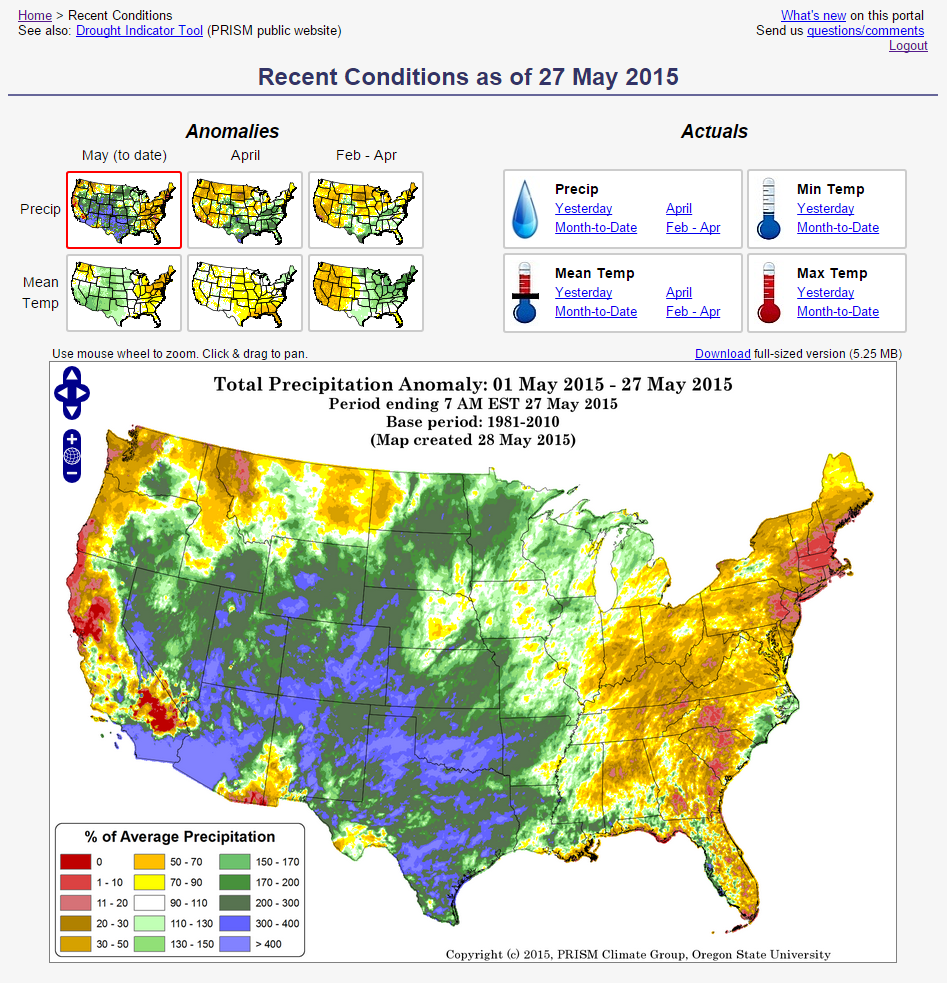 Home > Recent Conditions
What's new on this portal
See also: Drought Indicator Tool (PRISM public website)
Send us questions/comments
Logout
Recent Conditions as of 27 May 2015
Anomalies
Actuals
May (to date)
April
Feb - Apr
Precip
Mean
Temp
Precip
Yesterday
April
Month-to-Date
Feb - Apr
Min Temp
Yesterday
Month-to-Date
Mean Temp
Yesterday
April
Month-to-Date
Feb - Apr
Max Temp
Yesterday
Month-to-Date
Use mouse wheel to zoom. Click & drag to pan.
Download full-sized version (5.25 MB)
Total Precipitation Anomaly: 01 May 2015 - 27 May 2015
Period ending 7 AM EST 27 May 2015
Base period: 1981-2010
(Map created 28 May 2015)
% of Average Precipitation
0
50 - 70
150 - 170
1 - 10
70 - 90
170 - 200
11 - 20
90 - 110
200 - 300
20 - 30
110 - 130
300 - 400
30 - 50
130 - 150
> 400
Copyright (c) 2015, PRISM Climate Group, Oregon State University